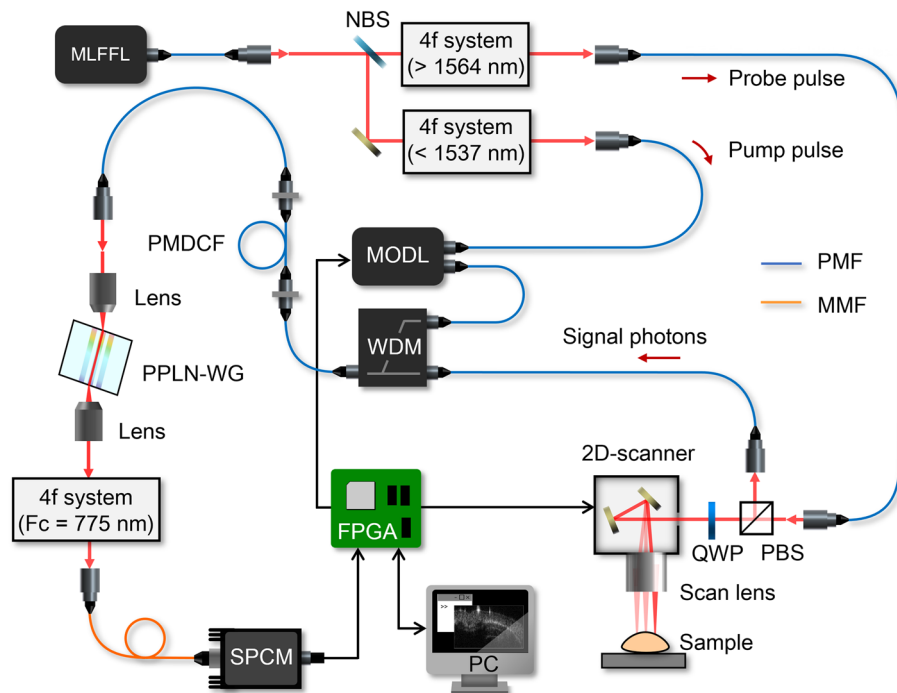 MLFFL
NBS
4f system
(> 1564 nm)
Probe pulse
4f system
(< 1537 nm)
Pump pulse
PMDCF
MODL
PMF
MMF
Lens
WDM
Signal photons
PPLN-WG
Lens
2D-scanner
4f system
(Fc = 775 nm)
FPGA
QWP
PBS
Scan lens
>>
Sample
SPCM
PC